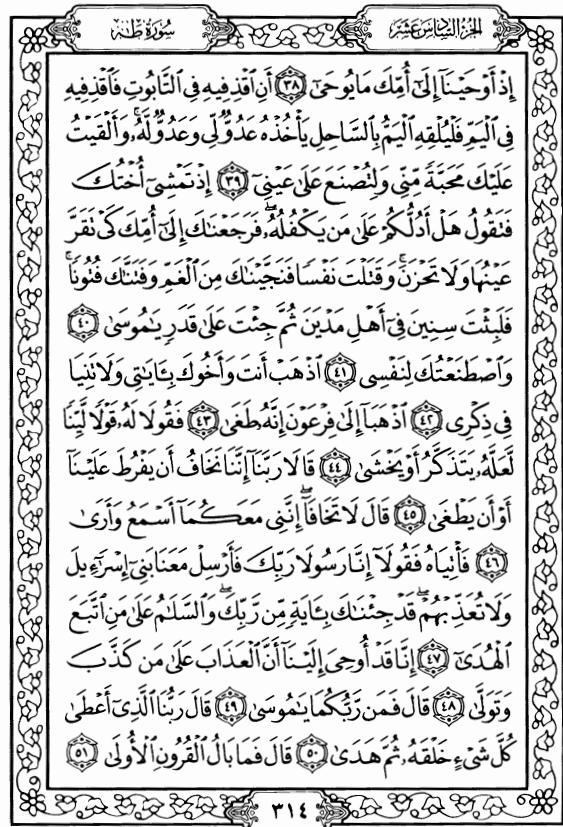 الجزء السادس عشر
سورة طه
إِذْ أَوْحَيْنَآ إِلَىٰٓ أُمِّكَ مَا يُوحَىٰٓ ﴿٣٨﴾ أَنِ ٱقْذِفِيهِ فِى ٱلتَّابُوتِ فَٱقْذِفِيهِ
فِى ٱلْيَمِّ فَلْيُلْقِهِ ٱلْيَمُّ بِٱلسَّاحِلِ يَأْخُذْهُ عَدُوٌّ لِّى وَعَدُوٌّ لَّهُۥ ۚ وَأَلْقَيْتُ
عَلَيْكَ مَحَبَّةً مِّنِّى وَلِتُصْنَعَ عَلَىٰ عَيْنِىٓ ﴿٣٩﴾ إِذْ تَمْشِىٓ أُخْتُكَ
فَتَقُولُ هَلْ أَدُلُّكُمْ عَلَىٰ مَن يَكْفُلُهُۥ ۖ فَرَجَعْنَـٰكَ إِلَىٰٓ أُمِّكَ كَىْ تَقَرَّ
عَيْنُهَا وَلَا تَحْزَنَ ۚ وَقَتَلْتَ نَفْسًا فَنَجَّيْنَـٰكَ مِنَ ٱلْغَمِّ وَفَتَنَّـٰكَ فُتُونًا ۚ
فَلَبِثْتَ سِنِينَ فِىٓ أَهْلِ مَدْيَنَ ثُمَّ جِئْتَ عَلَىٰ قَدَرٍ يَـٰمُوسَىٰ ﴿٤٠﴾
وَٱصْطَنَعْتُكَ لِنَفْسِى ﴿٤١﴾ ٱذْهَبْ أَنتَ وَأَخُوكَ بِـَٔايَـٰتِى وَلَا تَنِيَا
فِى ذِكْرِى ﴿٤٢﴾ ٱذْهَبَآ إِلَىٰ فِرْعَوْنَ إِنَّهُۥ طَغَىٰ ﴿٤٣﴾ فَقُولَا لَهُۥ قَوْلًا لَّيِّنًا
لَّعَلَّهُۥ يَتَذَكَّرُ أَوْ يَخْشَىٰ ﴿٤٤﴾ قَالَا رَبَّنَآ إِنَّنَا نَخَافُ أَن يَفْرُطَ عَلَيْنَآ
أَوْ أَن يَطْغَىٰ ﴿٤٥﴾ قَالَ لَا تَخَافَآ ۖ إِنَّنِى مَعَكُمَآ أَسْمَعُ وَأَرَىٰ
﴿٤٦﴾ فَأْتِيَاهُ فَقُولَآ إِنَّا رَسُولَا رَبِّكَ فَأَرْسِلْ مَعَنَا بَنِىٓ إِسْرَٰٓءِيلَ
وَلَا تُعَذِّبْهُمْ ۖ قَدْ جِئْنَـٰكَ بِـَٔايَةٍ مِّن رَّبِّكَ ۖ وَٱلسَّلَـٰمُ عَلَىٰ مَنِ ٱتَّبَعَ
ٱلْهُدَىٰٓ ﴿٤٧﴾ إِنَّا قَدْ أُوحِىَ إِلَيْنَآ أَنَّ ٱلْعَذَابَ عَلَىٰ مَن كَذَّبَ
وَتَوَلَّىٰ ﴿٤٨﴾ قَالَ فَمَن رَّبُّكُمَا يَـٰمُوسَىٰ ﴿٤٩﴾ قَالَ رَبُّنَا ٱلَّذِىٓ أَعْطَىٰ
كُلَّ شَىْءٍ خَلْقَهُۥ ثُمَّ هَدَىٰ ﴿٥٠﴾ قَالَ فَمَا بَالُ ٱلْقُرُونِ ٱلْأُولَىٰ ﴿٥١﴾
٣١٤